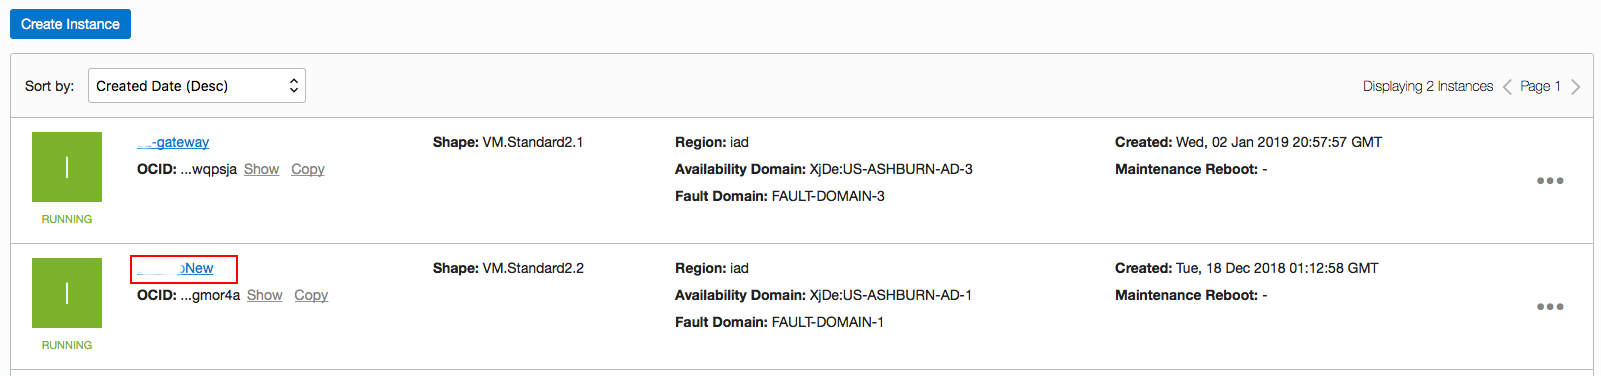 Create Instance
Sort by: Created Date (Desc) Displaying 2 Instances Page 1
-gateway Shape: VM.Standard2.1 Region: iad Created: Wed, 02 Jan 2019 20:57:57 GMT
OCID: ...wqpsja Show Copy Availability Domain: XjDe:US-ASHBURN-AD-3 Maintenance Reboot: -
Fault Domain: FAULT-DOMAIN-3
RUNNING
New Shape: VM.Standard2.2 Region: iad Created: Tue, 18 Dec 2018 01:12:58 GMT
OCID: ...gmor4a Show Copy Availability Domain: XjDe:US-ASHBURN-AD-1 Maintenance Reboot: -
Fault Domain: FAULT-DOMAIN-1
RUNNING